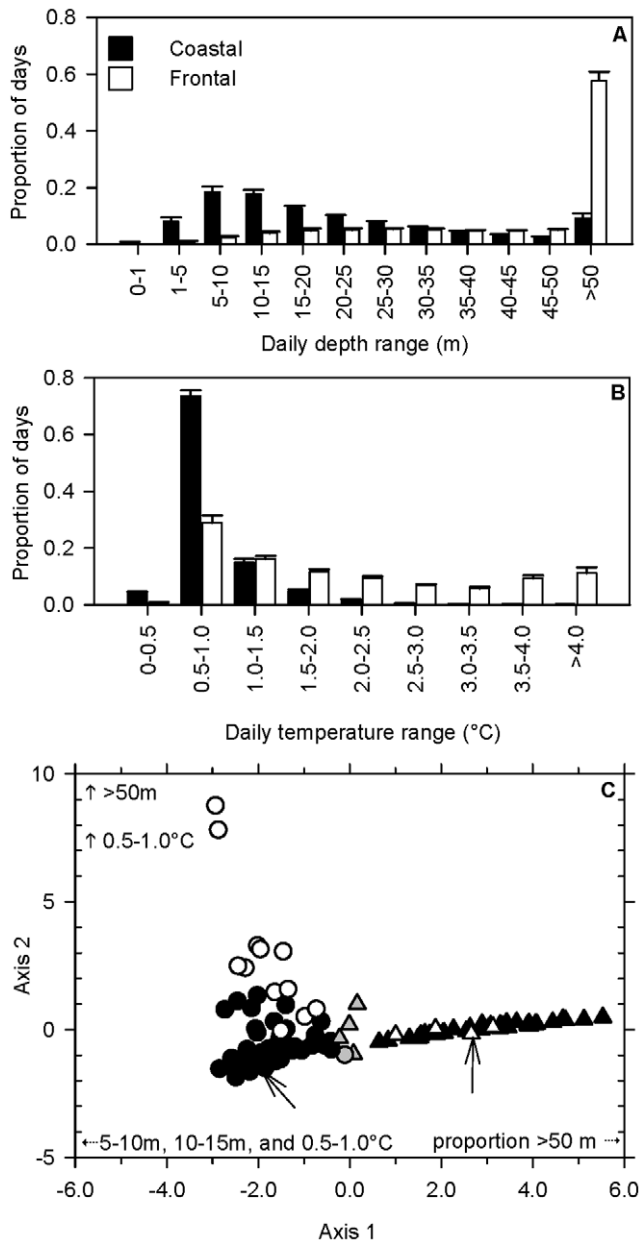 A
Coastal
Frontal
Proportion of days
0.8
0.6
0.4
0.2
0.0
0-1
1-5
5-10
10-15
15-20
20-25
25-30
30-35
35-40
40-45
45-50
>50
Daily depth range (m)
B
Proportion of days
0.8
0.6
0.4
0.2
0.0
0-0.5
0.5-1.0
1.0-1.5
1.5-2.0
2.0-2.5
2.5-3.0
3.0-3.5
3.5-4.0
>4.0
Daily temperature range (°C)
C
↑ >50m
↑ 0.5-1.0°C
Axis 2
10
5
0
-5
←5-10m, 10-15m, and 0.5-1.0°C
proportion >50 m →
-6.0 -4.0 -2.0 0.0 2.0 4.0 6.0
Axis 1